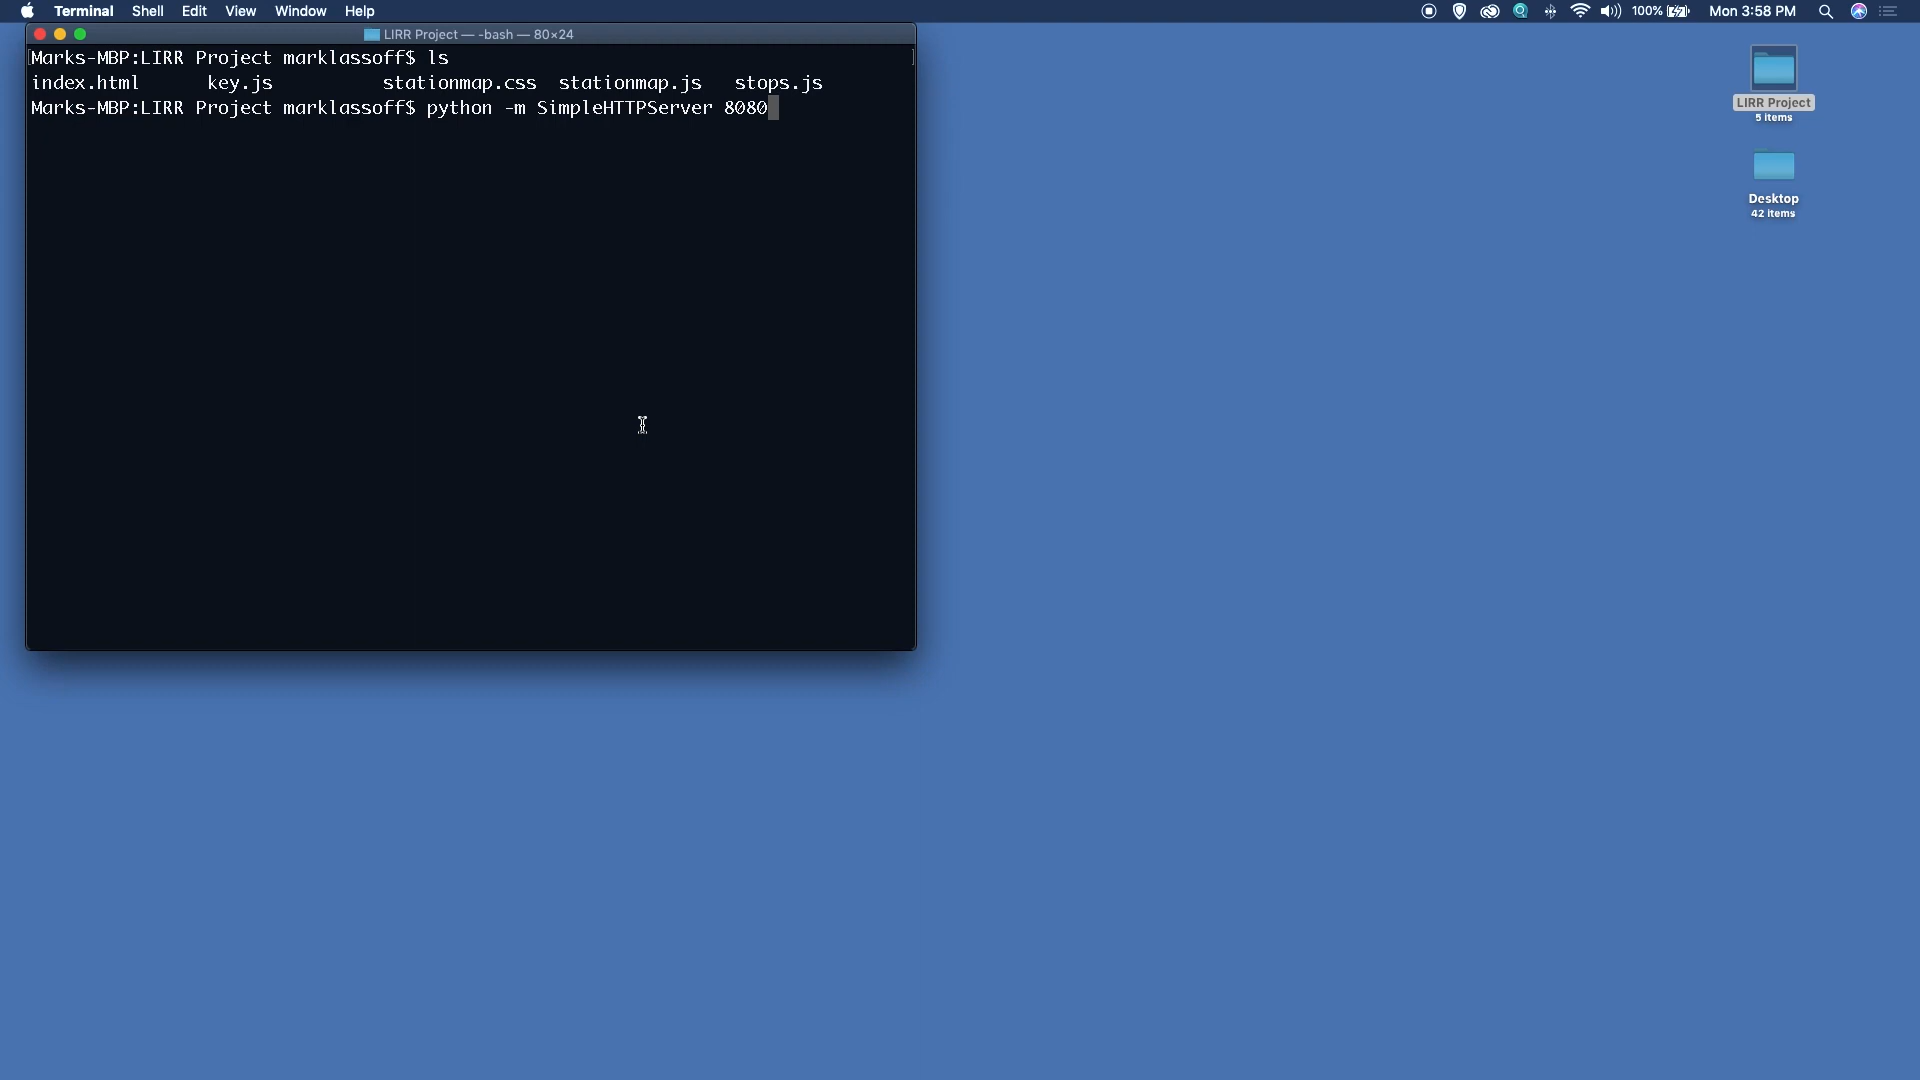 Terminal Shell Edit View Window Help 100% Mon 3:58 PM
LIRR Project — -bash — 80×24
Marks-MBP:LIRR Project marklassoff$ ls
index.html key.js stationmap.css stationmap.js stops.js
Marks-MBP:LIRR Project marklassoff$ python -m SimpleHTTPServer 8080
LIRR Project
5 items
Desktop
42 items